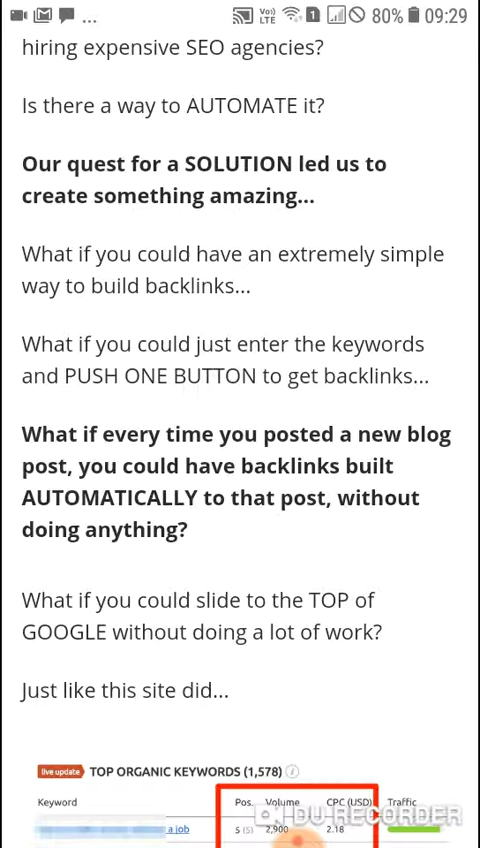 ... Vo)) LTE 1 80% 09:29
hiring expensive SEO agencies?
Is there a way to AUTOMATE it?
Our quest for a SOLUTION led us to
create something amazing...
What if you could have an extremely simple
way to build backlinks...
What if you could just enter the keywords
and PUSH ONE BUTTON to get backlinks...
What if every time you posted a new blog
post, you could have backlinks built
AUTOMATICALLY to that post, without
doing anything?
What if you could slide to the TOP of
GOOGLE without doing a lot of work?
Just like this site did...
live update TOP ORGANIC KEYWORDS (1,578) i
Keyword Pos. Volume CPC (USD) Traffic
DU RECORDER
a job 5 (5) 2,900 2.18